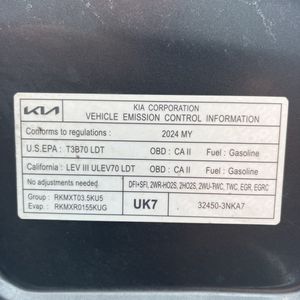 KIA
KIA CORPORATION
VEHICLE EMISSION CONTROL INFORMATION
Conforms to regulations : 2024 MY
U.S.EPA : T3B70 LDT OBD : CA II Fuel : Gasoline
California : LEV III ULEV70 LDT OBD : CA II Fuel : Gasoline
No adjustments needed. DFI+SFI, 2WR-HO2S, 2HO2S, 2WU-TWC, TWC, EGR, EGRC
Group : RKMXT03.5KU5
Evap. : RKMXR0155KUG UK7 32450-3NKA7